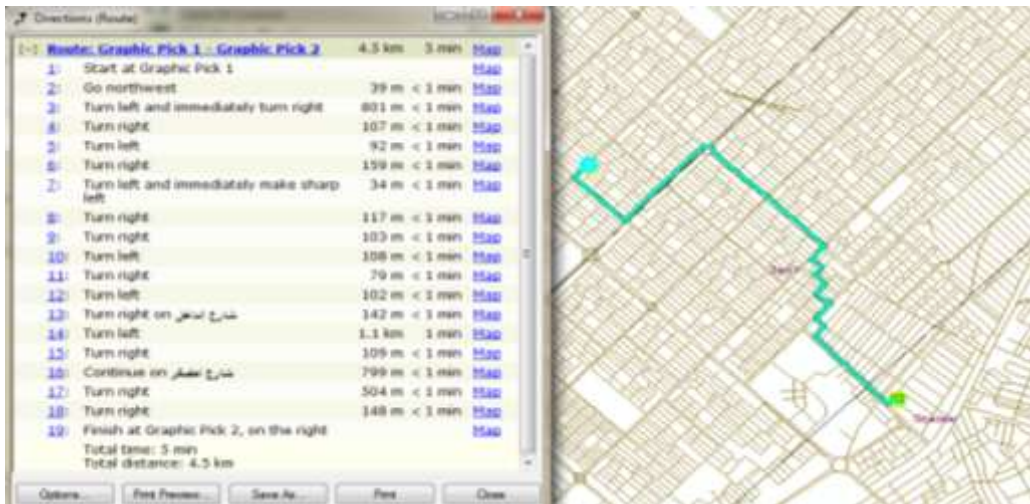 Directions (Route)
[-] Route: Graphic Pick 1 - Graphic Pick 2 4.5 km 5 min Map
1: Start at Graphic Pick 1 Map
2: Go northwest 39 m < 1 min Map
3: Turn left and immediately turn right 801 m < 1 min Map
4: Turn right 107 m < 1 min Map
5: Turn left 92 m < 1 min Map
6: Turn right 159 m < 1 min Map
7: Turn left and immediately make sharp 34 m < 1 min Map
left
8: Turn right 117 m < 1 min Map
9: Turn right 103 m < 1 min Map
10: Turn left 108 m < 1 min Map
11: Turn right 79 m < 1 min Map
12: Turn left 102 m < 1 min Map
13: Turn right on شارع 142 m < 1 min Map
14: Turn left 1.1 km 1 min Map
15: Turn right 109 m < 1 min Map
16: Continue on شارع 799 m < 1 min Map
17: Turn right 504 m < 1 min Map
18: Turn right 148 m < 1 min Map
19: Finish at Graphic Pick 2, on the right Map
Total time: 5 min
Total distance: 4.5 km
Options... Print Preview... Save As... Print Close